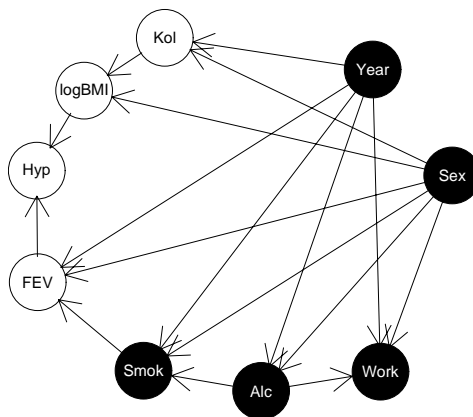 Kol
Year
logBMI
Hyp
Sex
FEV
Smok
Alc
Work